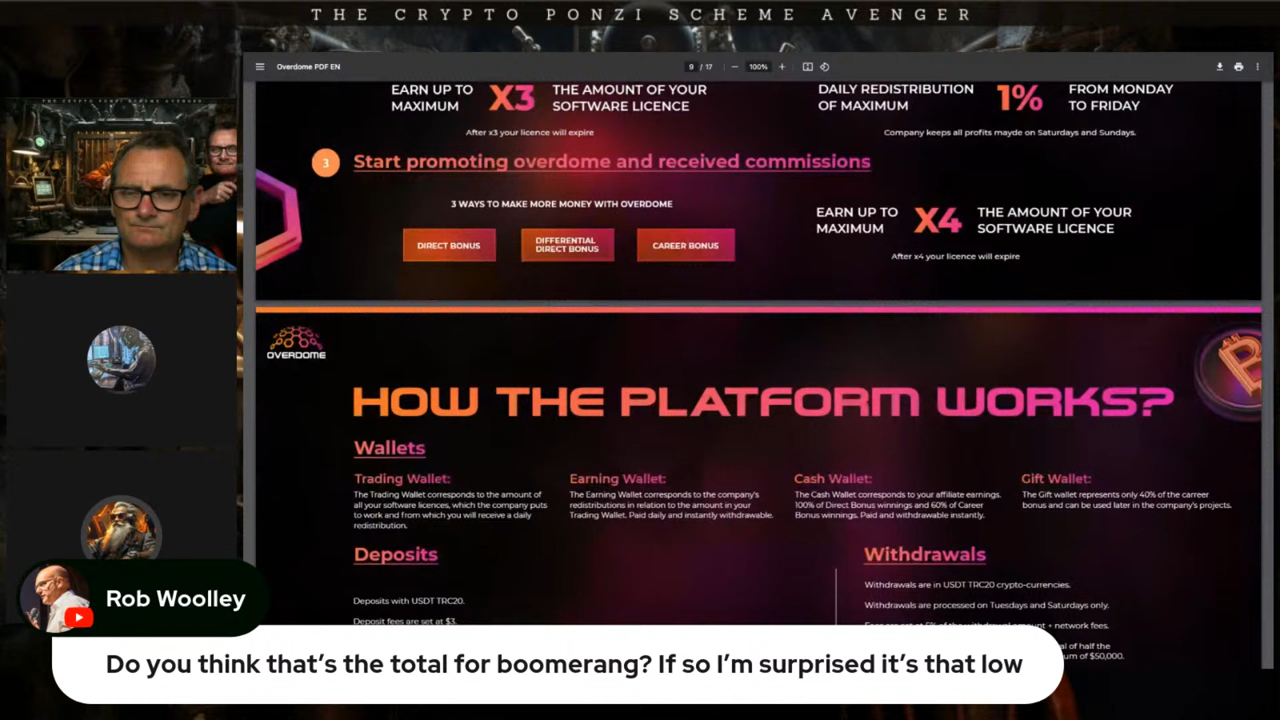 THE CRYPTO PONZI SCHEME AVENGER
Overdome PDF EN
9 / 17
100%
EARN UP TO
MAXIMUM
X3
THE AMOUNT OF YOUR
SOFTWARE LICENCE
After x3 your licence will expire
DAILY REDISTRIBUTION
OF MAXIMUM
1%
FROM MONDAY
TO FRIDAY
Company keeps all profits mayde on Saturdays and Sundays.
3
Start promoting overdome and received commissions
3 WAYS TO MAKE MORE MONEY WITH OVERDOME
DIRECT BONUS
DIFFERENTIAL
DIRECT BONUS
CAREER BONUS
EARN UP TO
MAXIMUM
X4
THE AMOUNT OF YOUR
SOFTWARE LICENCE
After x4 your licence will expire
OVERDOME
HOW THE PLATFORM WORKS?
Wallets
Trading Wallet:
The Trading Wallet corresponds to the amount of
all your software licences, which the company puts
to work and from which you will receive a daily
redistribution.
Earning Wallet:
The Earning Wallet corresponds to the company's
redistributions in relation to the amount in your
Trading Wallet. Paid daily and instantly withdrawable.
Cash Wallet:
The Cash Wallet corresponds to your affiliate earnings.
100% of Direct Bonus winnings and 60% of Career
Bonus winnings. Paid and withdrawable instantly.
Gift Wallet:
The Gift wallet represents only 40% of the carreer
bonus and can be used later in the company's projects.
Deposits
Deposits with USDT TRC20.
Deposit fees are set at $3.
Withdrawals
Withdrawals are in USDT TRC20 crypto-currencies.
Withdrawals are processed on Tuesdays and Saturdays only.
of half the
of $50,000.
Rob Woolley
Do you think that's the total for boomerang? If so I'm surprised it's that low